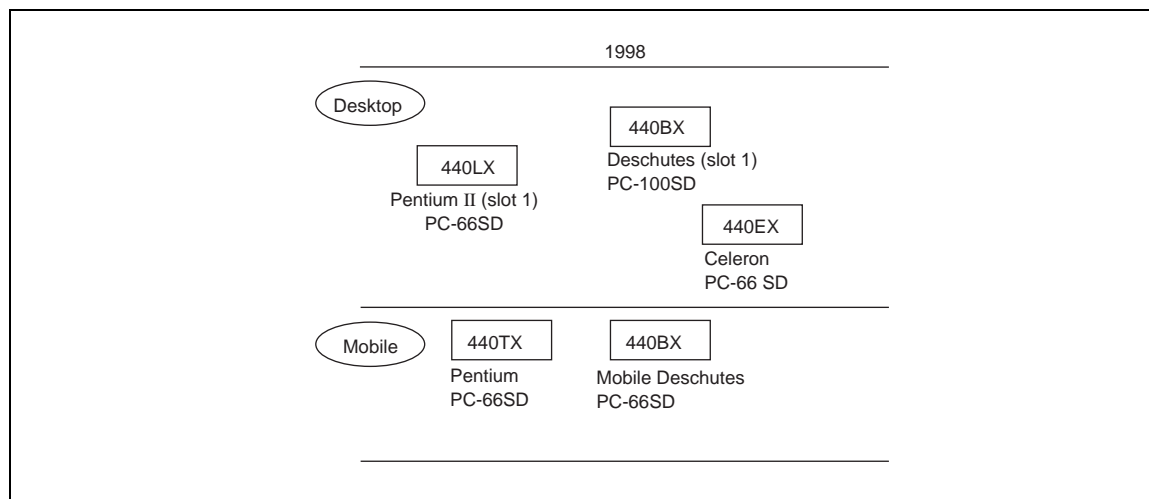 1998
Desktop
440BX
Deschutes (slot 1)
PC-100SD
440LX
Pentium II (slot 1)
PC-66SD
440EX
Celeron
PC-66 SD
Mobile
440TX
Pentium
PC-66SD
440BX
Mobile Deschutes
PC-66SD